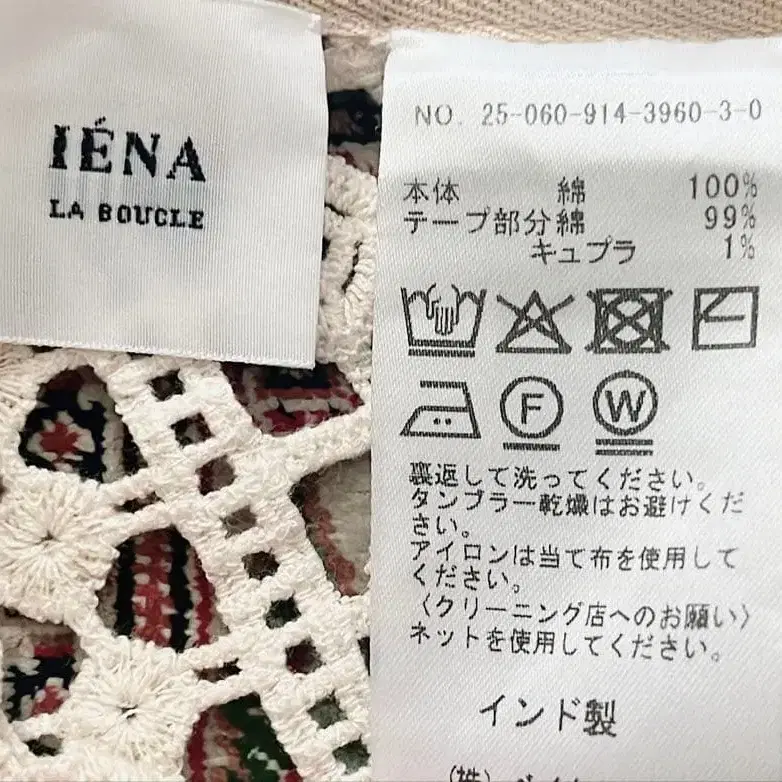 IÉNA
LA BOUCLE
NO. 25-060-914-3960-3-0
本体 綿 100%
テープ部分綿 99%
キュプラ 1%
F
W
裏返して洗ってください。
タンブラー乾燥はお避けくだ
さい。
アイロンは当て布を使用して
ください。
〈クリーニング店へのお願い〉
ネットを使用してください。
インド製